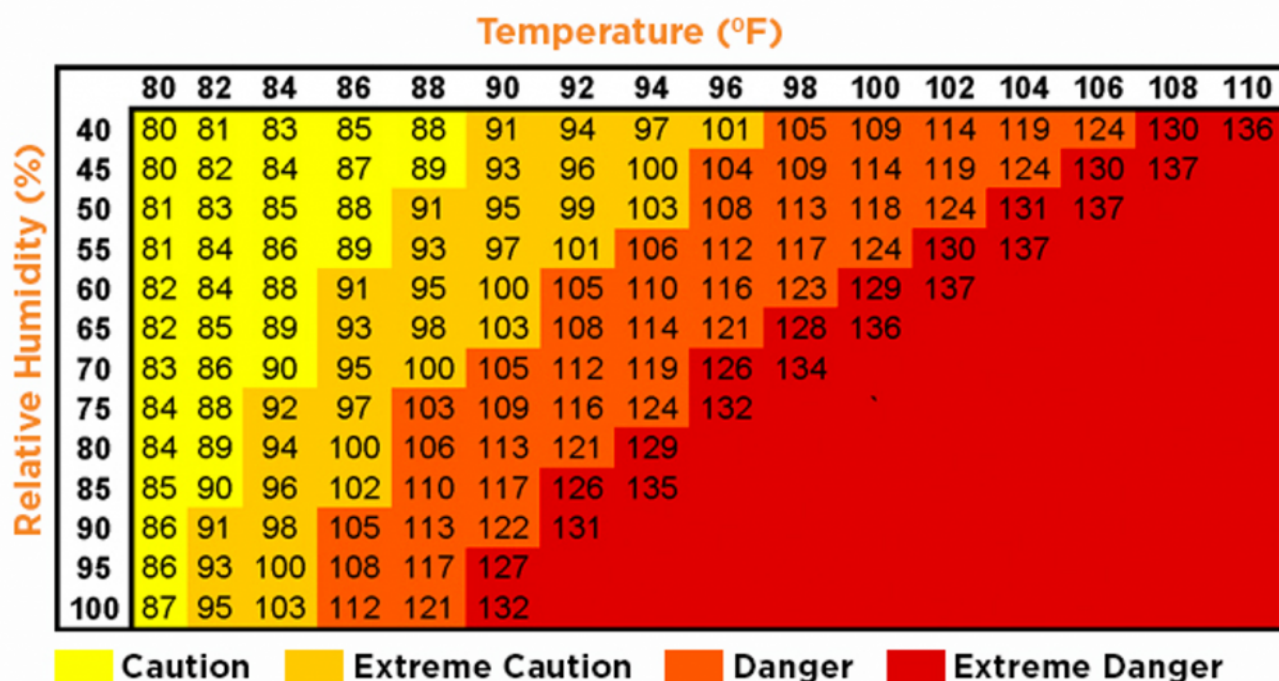 Temperature (⁰F)
80 82 84 86 88 90 92 94 96 98 100 102 104 106 108 110
Relative Humidity (%)
40 80 81 83 85 88 91 94 97 101 105 109 114 119 124 130 136
45 80 82 84 87 89 93 96 100 104 109 114 119 124 130 137
50 81 83 85 88 91 95 99 103 108 113 118 124 131 137
55 81 84 86 89 93 97 101 106 112 117 124 130 137
60 82 84 88 91 95 100 105 110 116 123 129 137
65 82 85 89 93 98 103 108 114 121 128 136
70 83 86 90 95 100 105 112 119 126 134
75 84 88 92 97 103 109 116 124 132
80 84 89 94 100 106 113 121 129
85 85 90 96 102 110 117 126 135
90 86 91 98 105 113 122 131
95 86 93 100 108 117 127
100 87 95 103 112 121 132
Caution Extreme Caution Danger Extreme Danger